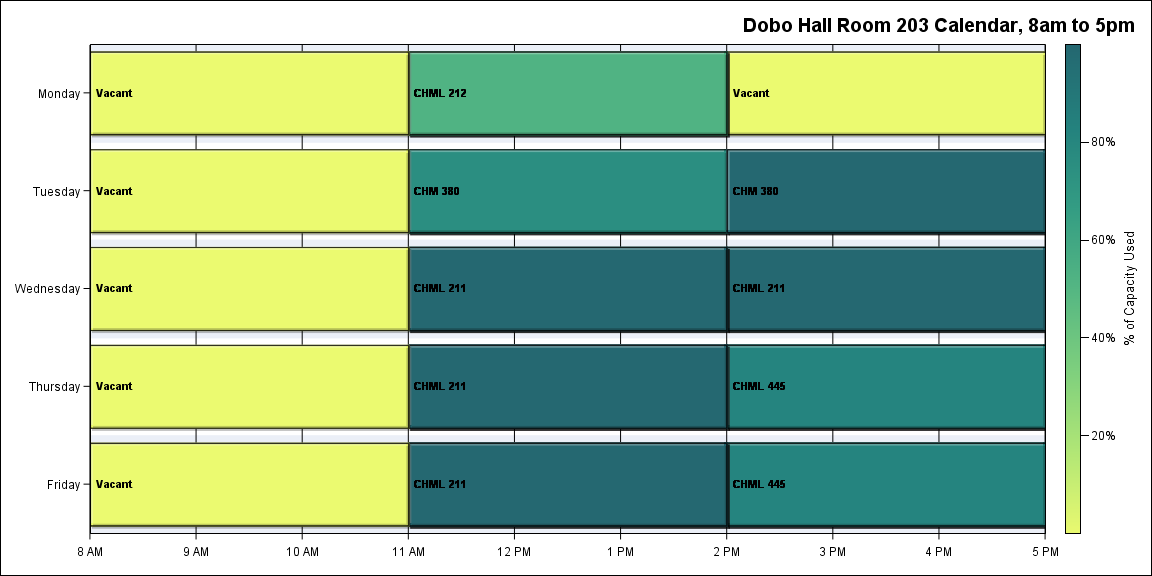 Dobo Hall Room 203 Calendar, 8am to 5pm
Monday
Vacant
CHML 212
Vacant
Tuesday
Vacant
CHM 380
CHM 380
Wednesday
Vacant
CHML 211
CHML 211
Thursday
Vacant
CHML 211
CHML 445
Friday
Vacant
CHML 211
CHML 445
8 AM
9 AM
10 AM
11 AM
12 PM
1 PM
2 PM
3 PM
4 PM
5 PM
80%
60%
40%
20%
% of Capacity Used